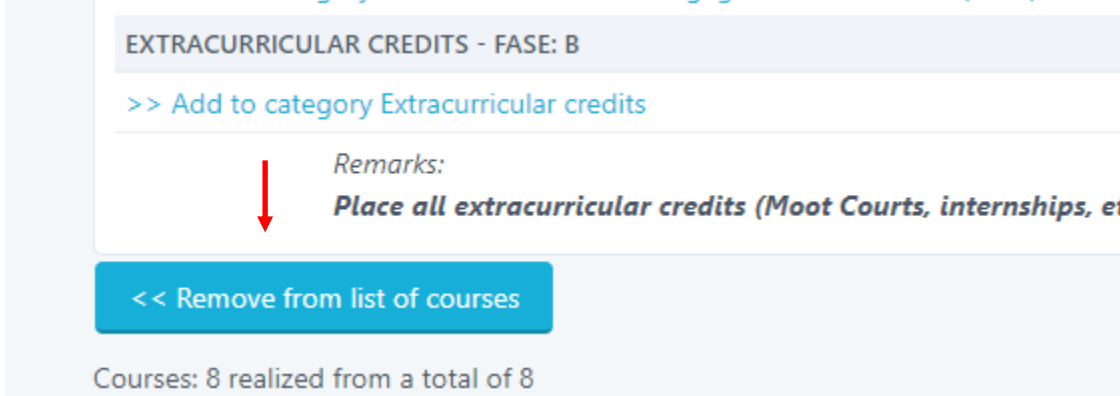 EXTRACURRICULAR CREDITS - FASE: B
>> Add to category Extracurricular credits
Remarks:
Place all extracurricular credits (Moot Courts, internships,
<< Remove from list of courses
Courses: 8 realized from a total of 8